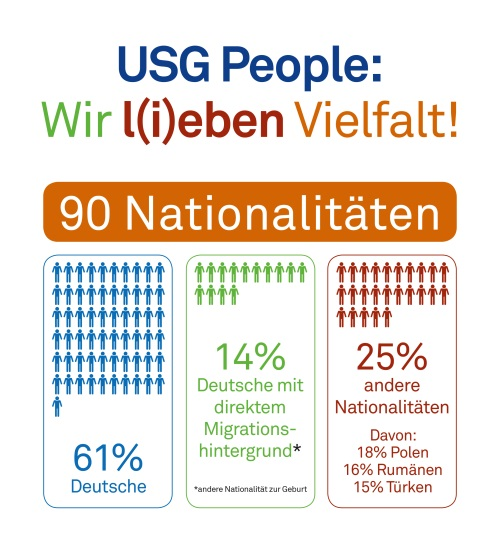 USG People:
Wir l(i)eben Vielfalt!
90 Nationalitäten
61%
Deutsche
14%
Deutsche mit
direktem
Migrations-
hintergrund*
*andere Nationalität zur Geburt
25%
andere
Nationalitäten
Davon:
18% Polen
16% Rumänen
15% Türken